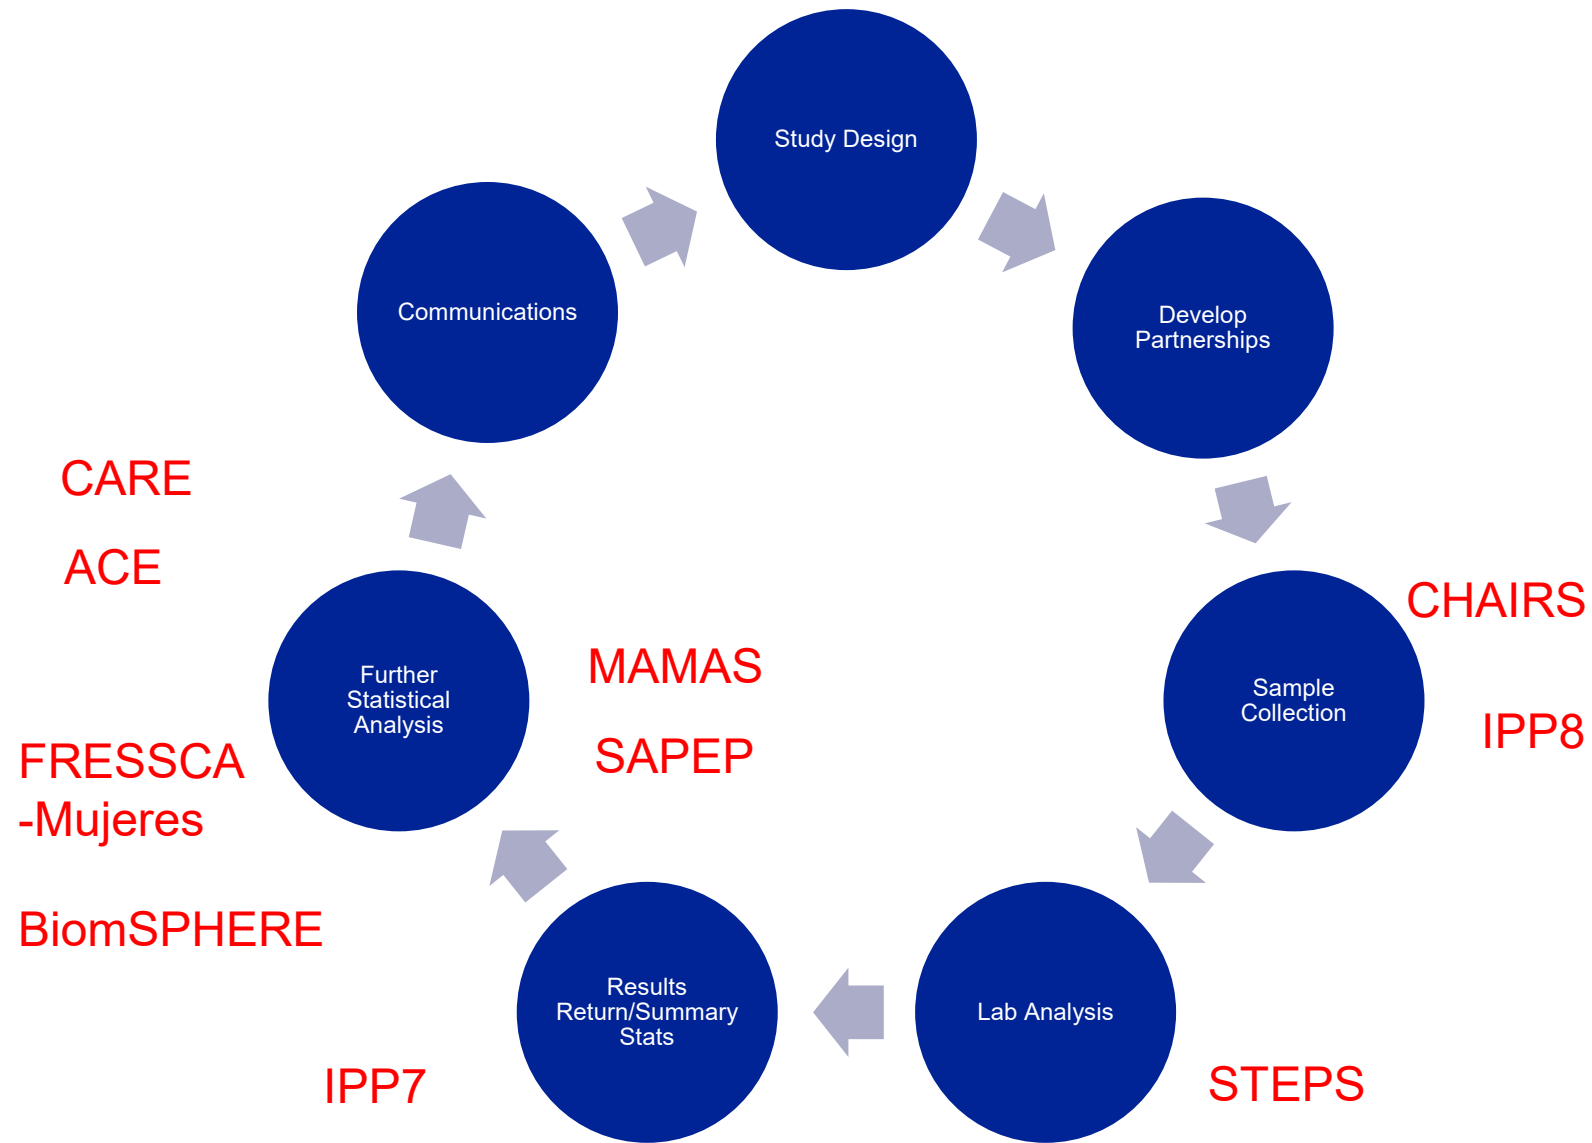 Study Design
Communications
Develop
Partnerships
CARE
ACE
CHAIRS
MAMAS
Further
Statistical
Analysis
Sample
Collection
IPP8
SAPEP
FRESSCA
-Mujeres
BiomSPHERE
Results
Return/Summary
Stats
Lab Analysis
IPP7
STEPS